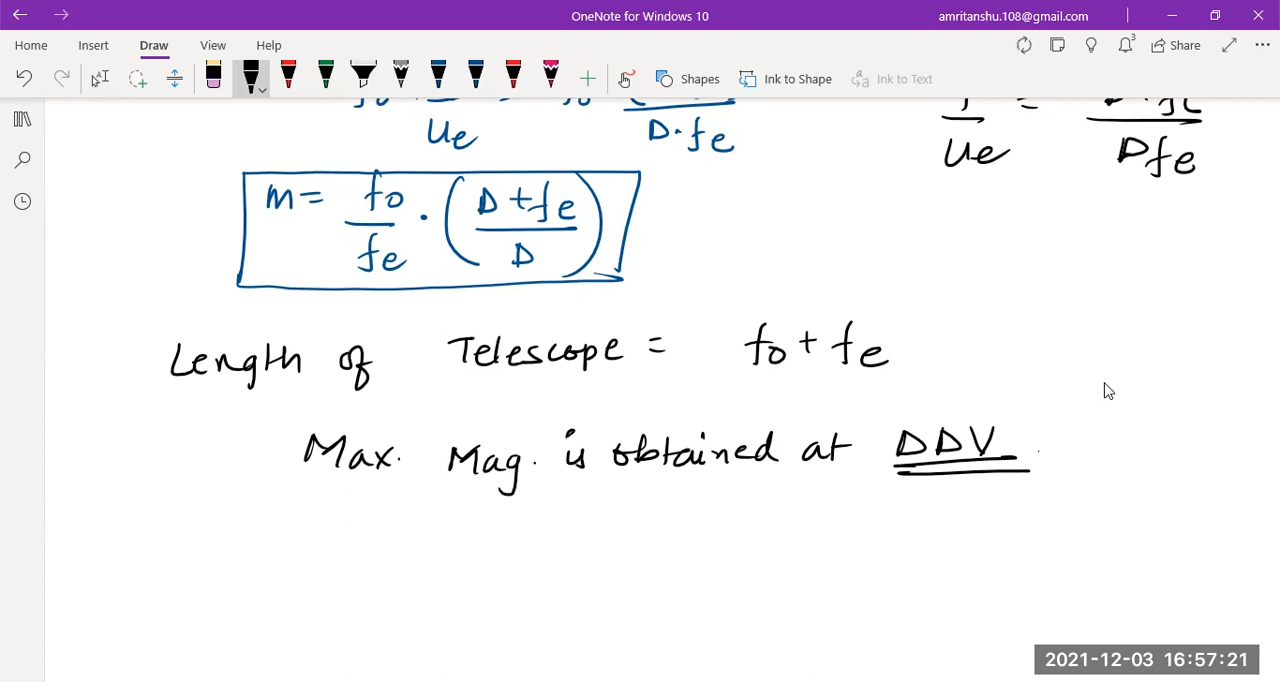 OneNote for Windows 10
amritanshu.108@gmail.com
Home Insert Draw View Help
3
Share
Shapes
Ink to Shape
Ink to Text
Ue
D·fe
Ue
Dfe
m = fo/fe · (D + fe / D)
Length of Telescope = fo + fe
Max. Mag. is obtained at DDV
2021-12-03 16:57:21